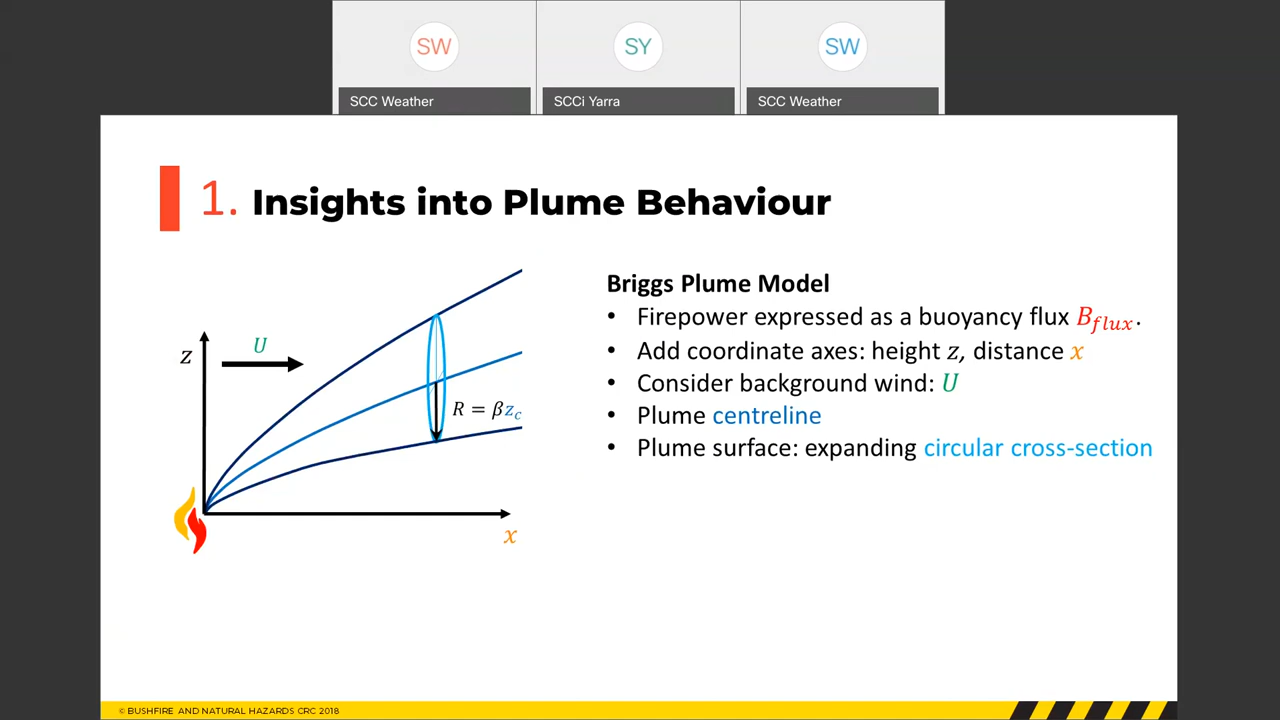 SW
SY
SW
SCC Weather
SCCi Yarra
SCC Weather
1. Insights into Plume Behaviour
Briggs Plume Model
• Firepower expressed as a buoyancy flux B_flux.
• Add coordinate axes: height z, distance x
• Consider background wind: U
• Plume centreline
• Plume surface: expanding circular cross-section
z
U
R = βz_c
x
© BUSHFIRE AND NATURAL HAZARDS CRC 2018